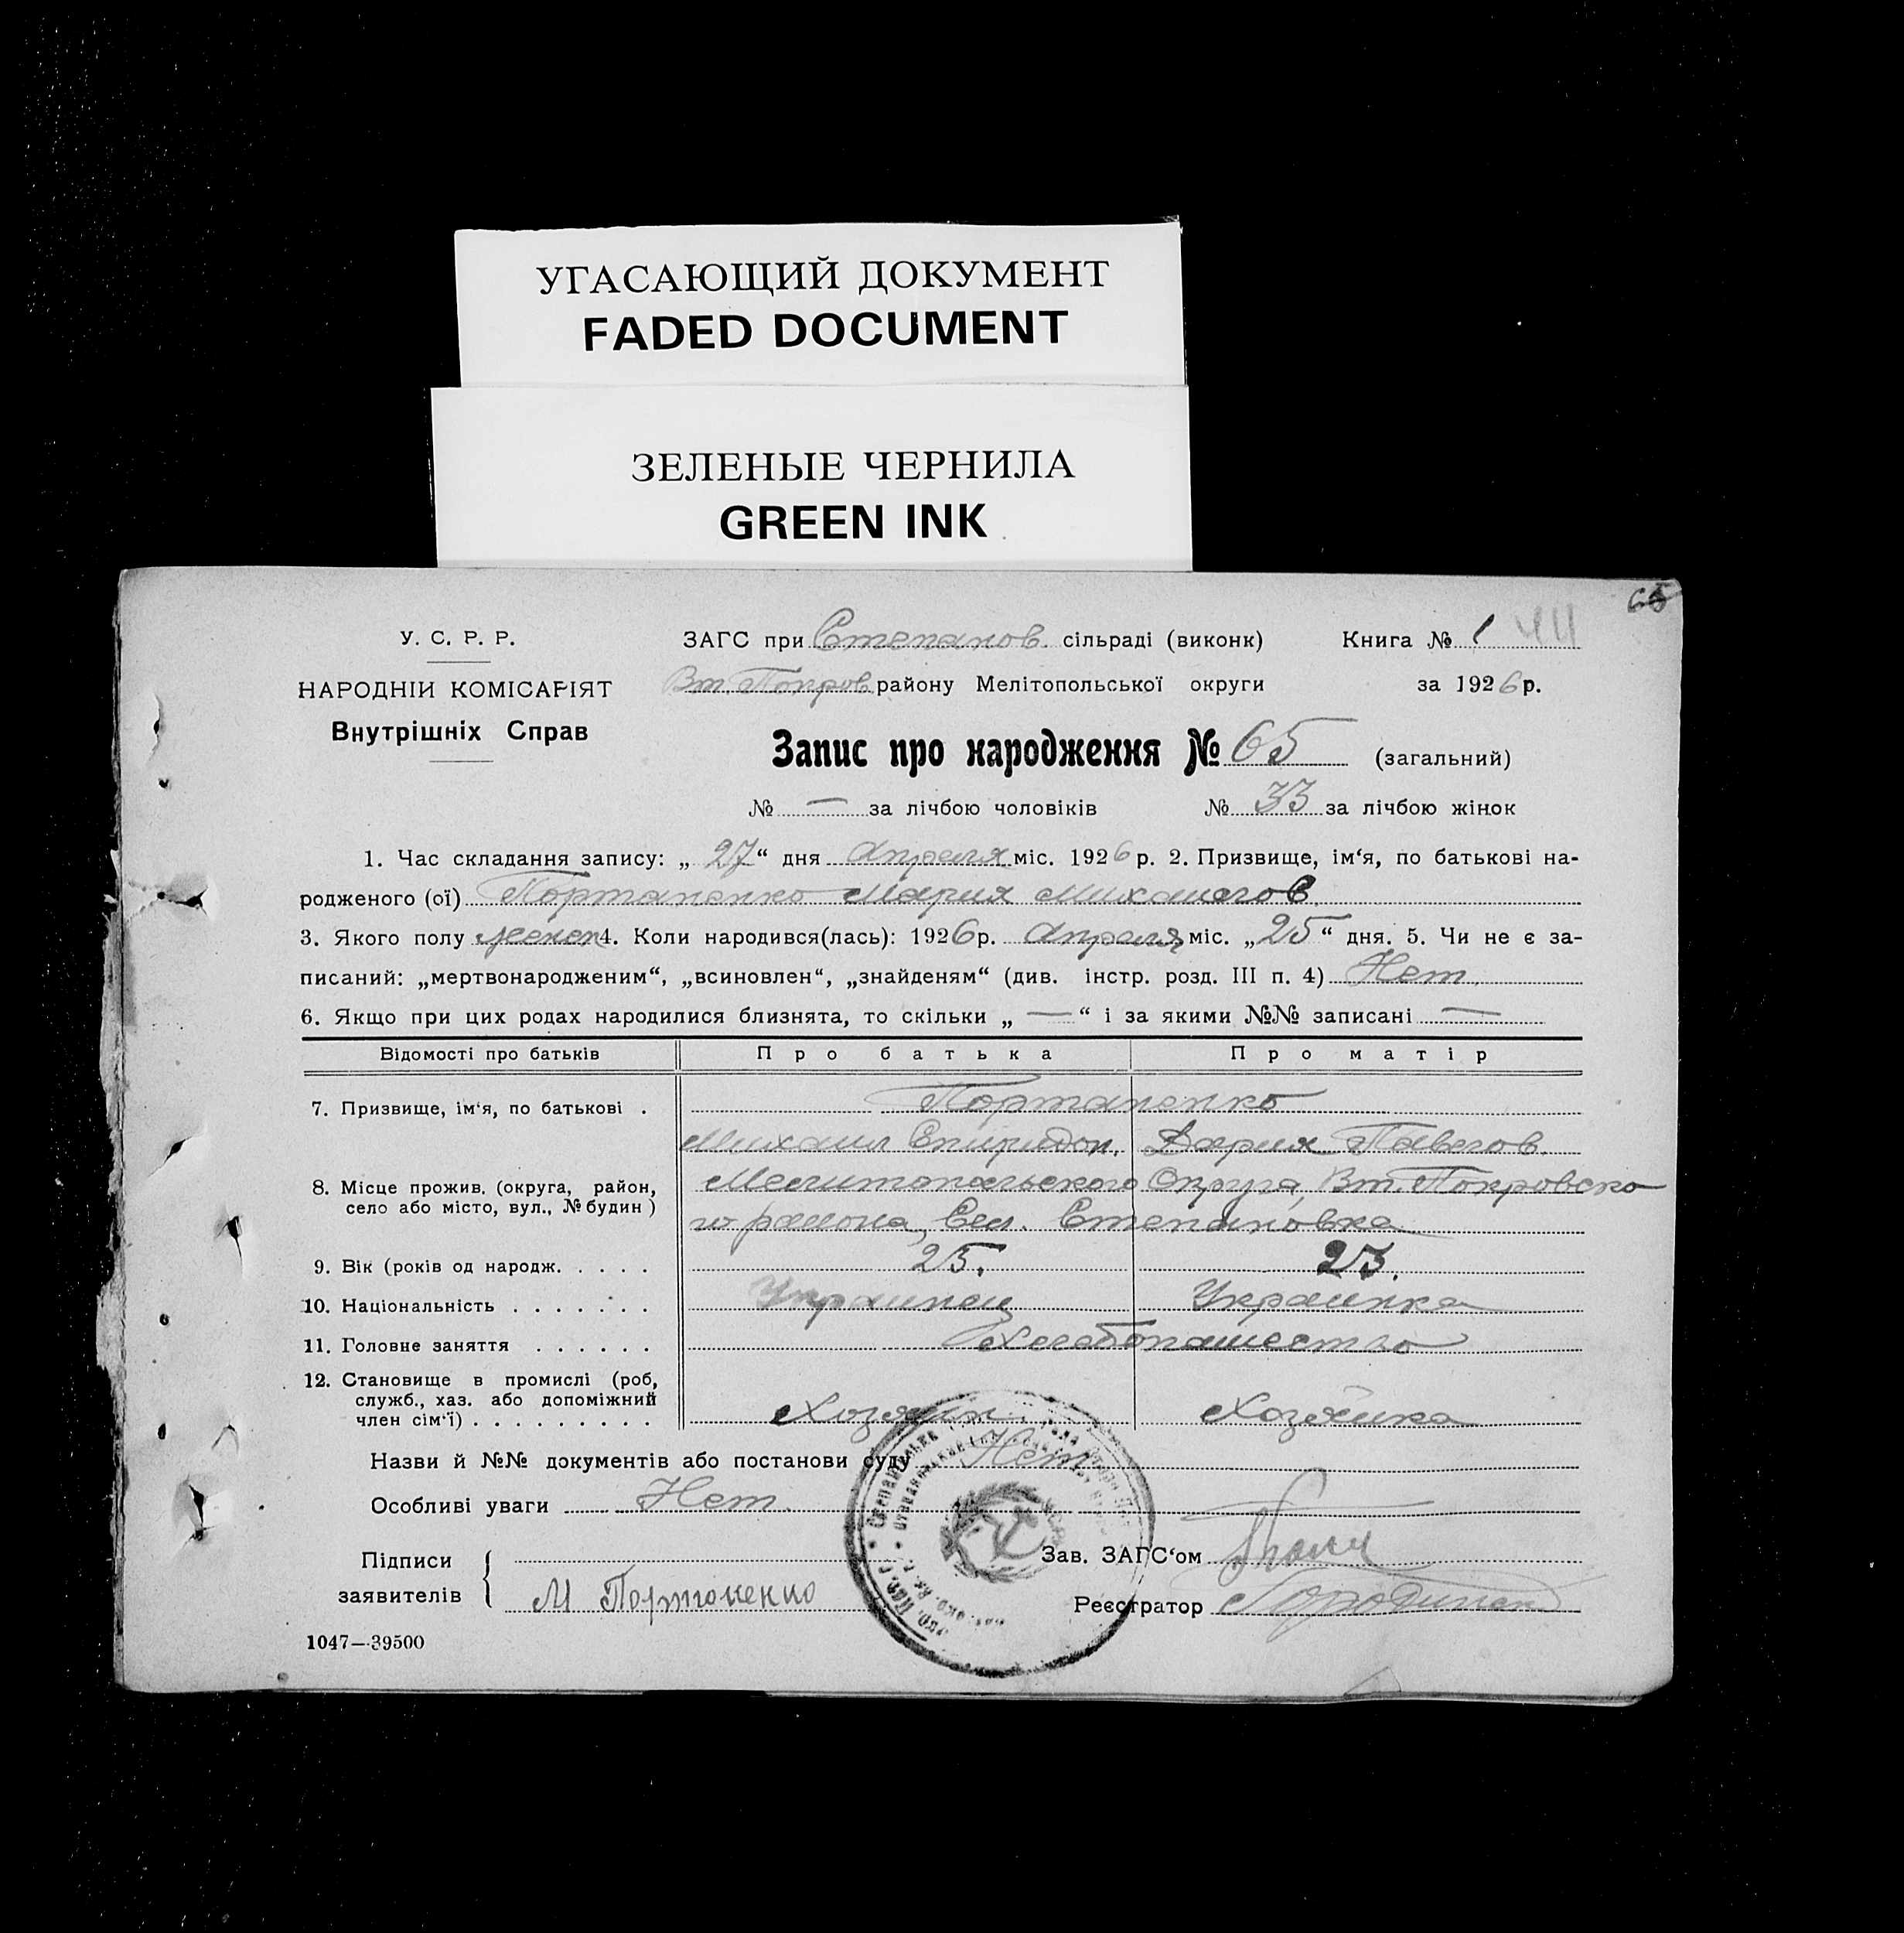 УГАСАЮЩИЙ ДОКУМЕНТ
FADED DOCUMENT
ЗЕЛЕНЫЕ ЧЕРНИЛА
GREEN INK
65
У. С. Р. Р.
НАРОДНІЙ КОМІСАРІЯТ
Внутрішніх Справ
ЗАГС при Степанов. сільраді (виконк) Книга № 1
Вт. Покров району Мелітопольської округи за 1926 р.
Запис про народження № 65 (загальний)
№ — за лічбою чоловіків № 33 за лічбою жінок
1. Час складання запису: „ 27 “ дня Апреля міс. 1926 р. 2. Призвище, ім‘я, по батькові на-
родженого (ої) Портаненко Мария Михайлов
3. Якого полу женск 4. Коли народився(лась): 1926 р. Апреля міс. „ 25 “ дня. 5. Чи не є за-
писаний: „мертвонародженим“, „всиновлен“, „знайденям“ (див. інстр. розд. III п. 4) Нет.
6. Якщо при цих родах народилися близнята, то скільки „ — “ і за якими №№ записані —
Відомості про батьків Про батька Про матір
7. Призвище, ім‘я, по батькові . Портаненко
Михаил Спиридон. Дария Павлов.
8. Місце прожив. (округа, район, село або місто, вул., № будин ) Мелитопольского Округа, Вт. Покровско
го района, Сел. Степановка
9. Вік (років од народж. . . . . 25. 23.
10. Національність . . . . . . . Украинец Украинка
11. Головне заняття . . . . . . Хлебопашество
12. Становище в промислі (роб, служб., хаз. або допоміжний член сім‘ї) . . . . . . . . . Хозяин. Хозяйка
Назви й №№ документів або постанови суду Нет
Особливі уваги Нет.
Підписи
заявителів М Портоненко
Зав. ЗАГС‘ом
Реєстратор
1047—39500